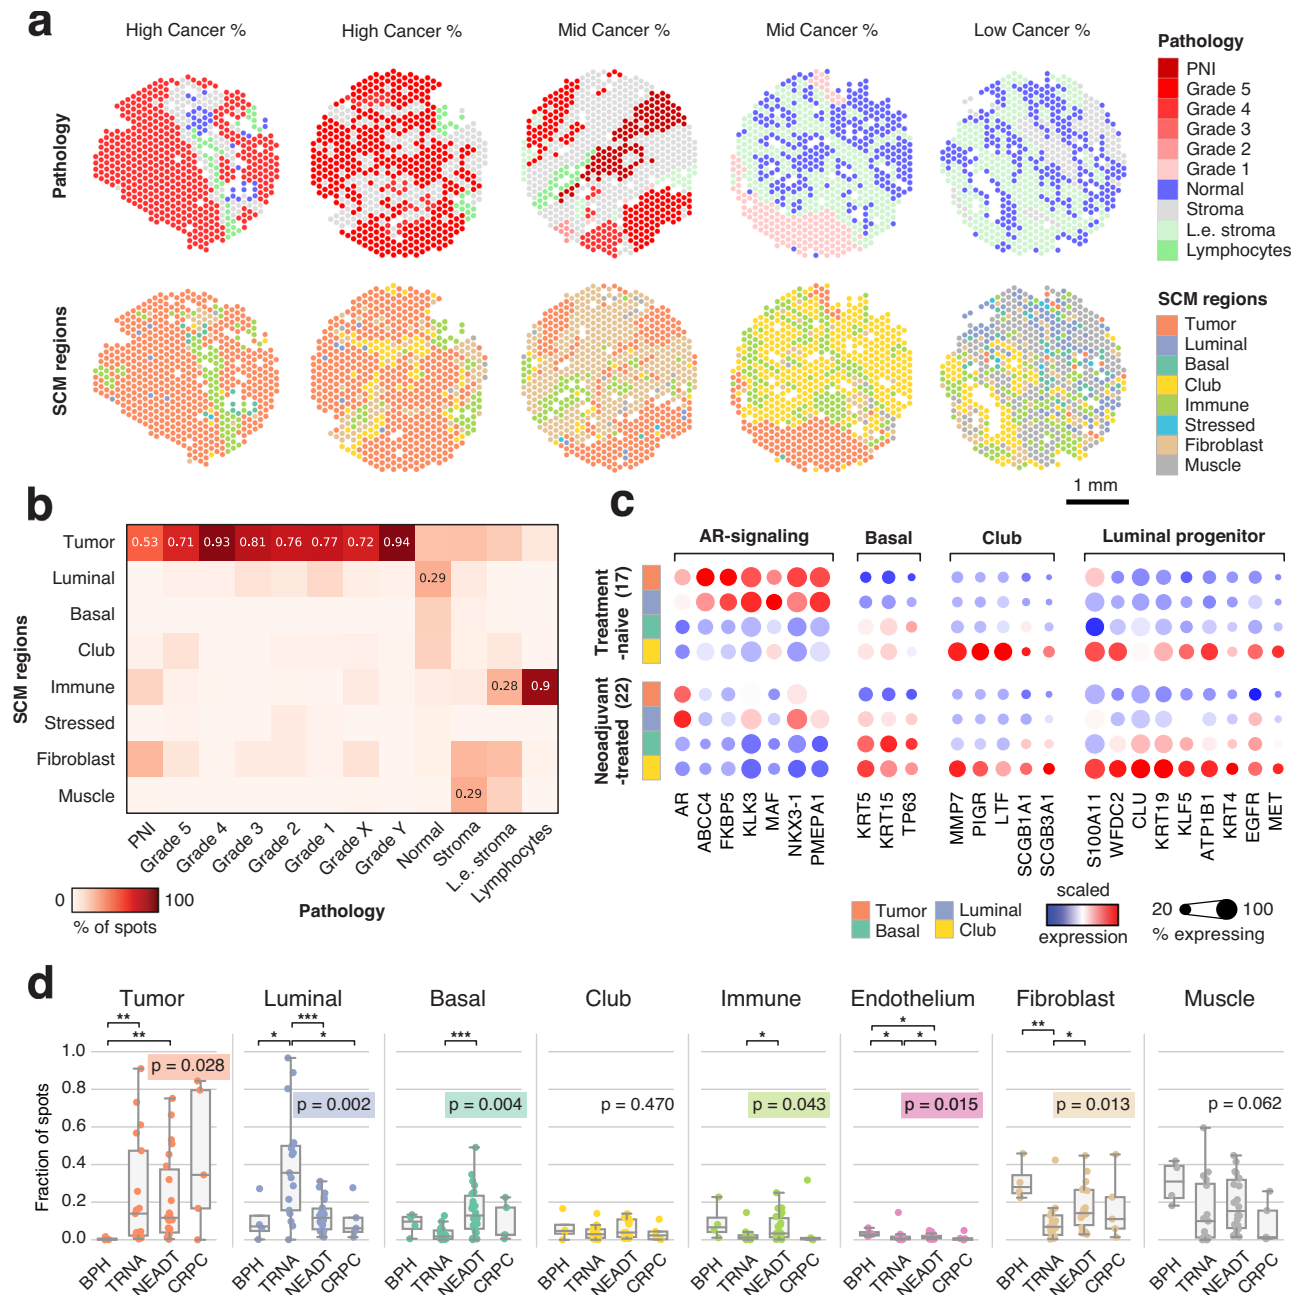 a
High Cancer %
High Cancer %
Mid Cancer %
Mid Cancer %
Low Cancer %
Pathology
SCM regions
Pathology
PNI
Grade 5
Grade 4
Grade 3
Grade 2
Grade 1
Normal
Stroma
L.e. stroma
Lymphocytes
SCM regions
Tumor
Luminal
Basal
Club
Immune
Stressed
Fibroblast
Muscle
1 mm
b
SCM regions
Tumor
Luminal
Basal
Club
Immune
Stressed
Fibroblast
Muscle
0.53 0.71 0.93 0.81 0.76 0.77 0.72 0.94
0.29
0.28 0.9
0.29
PNI
Grade 5
Grade 4
Grade 3
Grade 2
Grade 1
Grade X
Grade Y
Normal
Stroma
L.e. stroma
Lymphocytes
Pathology
0 100
% of spots
c
AR-signaling
Basal
Club
Luminal progenitor
Treatment
-naive (17)
Neoadjuvant
-treated (22)
AR
ABCC4
FKBP5
KLK3
MAF
NKX3-1
PMEPA1
KRT5
KRT15
TP63
MMP7
PIGR
LTF
SCGB1A1
SCGB3A1
S100A11
WFDC2
CLU
KRT19
KLF5
ATP1B1
KRT4
EGFR
MET
Tumor
Luminal
Basal
Club
scaled
expression
20 100
% expressing
d
Fraction of spots
1.0
0.8
0.6
0.4
0.2
0.0
Tumor
**
**
p = 0.028
BPH
TRNA
NEADT
CRPC
Luminal
***
* *
p = 0.002
BPH
TRNA
NEADT
CRPC
Basal
***
p = 0.004
BPH
TRNA
NEADT
CRPC
Club
p = 0.470
BPH
TRNA
NEADT
CRPC
Immune
*
p = 0.043
BPH
TRNA
NEADT
CRPC
Endothelium
*
* *
p = 0.015
BPH
TRNA
NEADT
CRPC
Fibroblast
**
*
p = 0.013
BPH
TRNA
NEADT
CRPC
Muscle
p = 0.062
BPH
TRNA
NEADT
CRPC